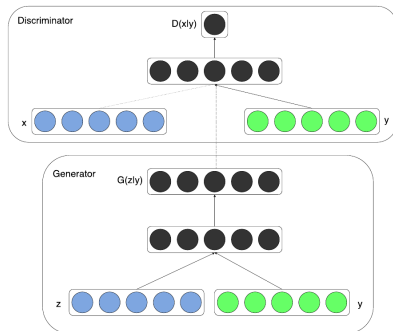 Discriminator
D(x|y)
x
y
Generator
G(z|y)
z
y